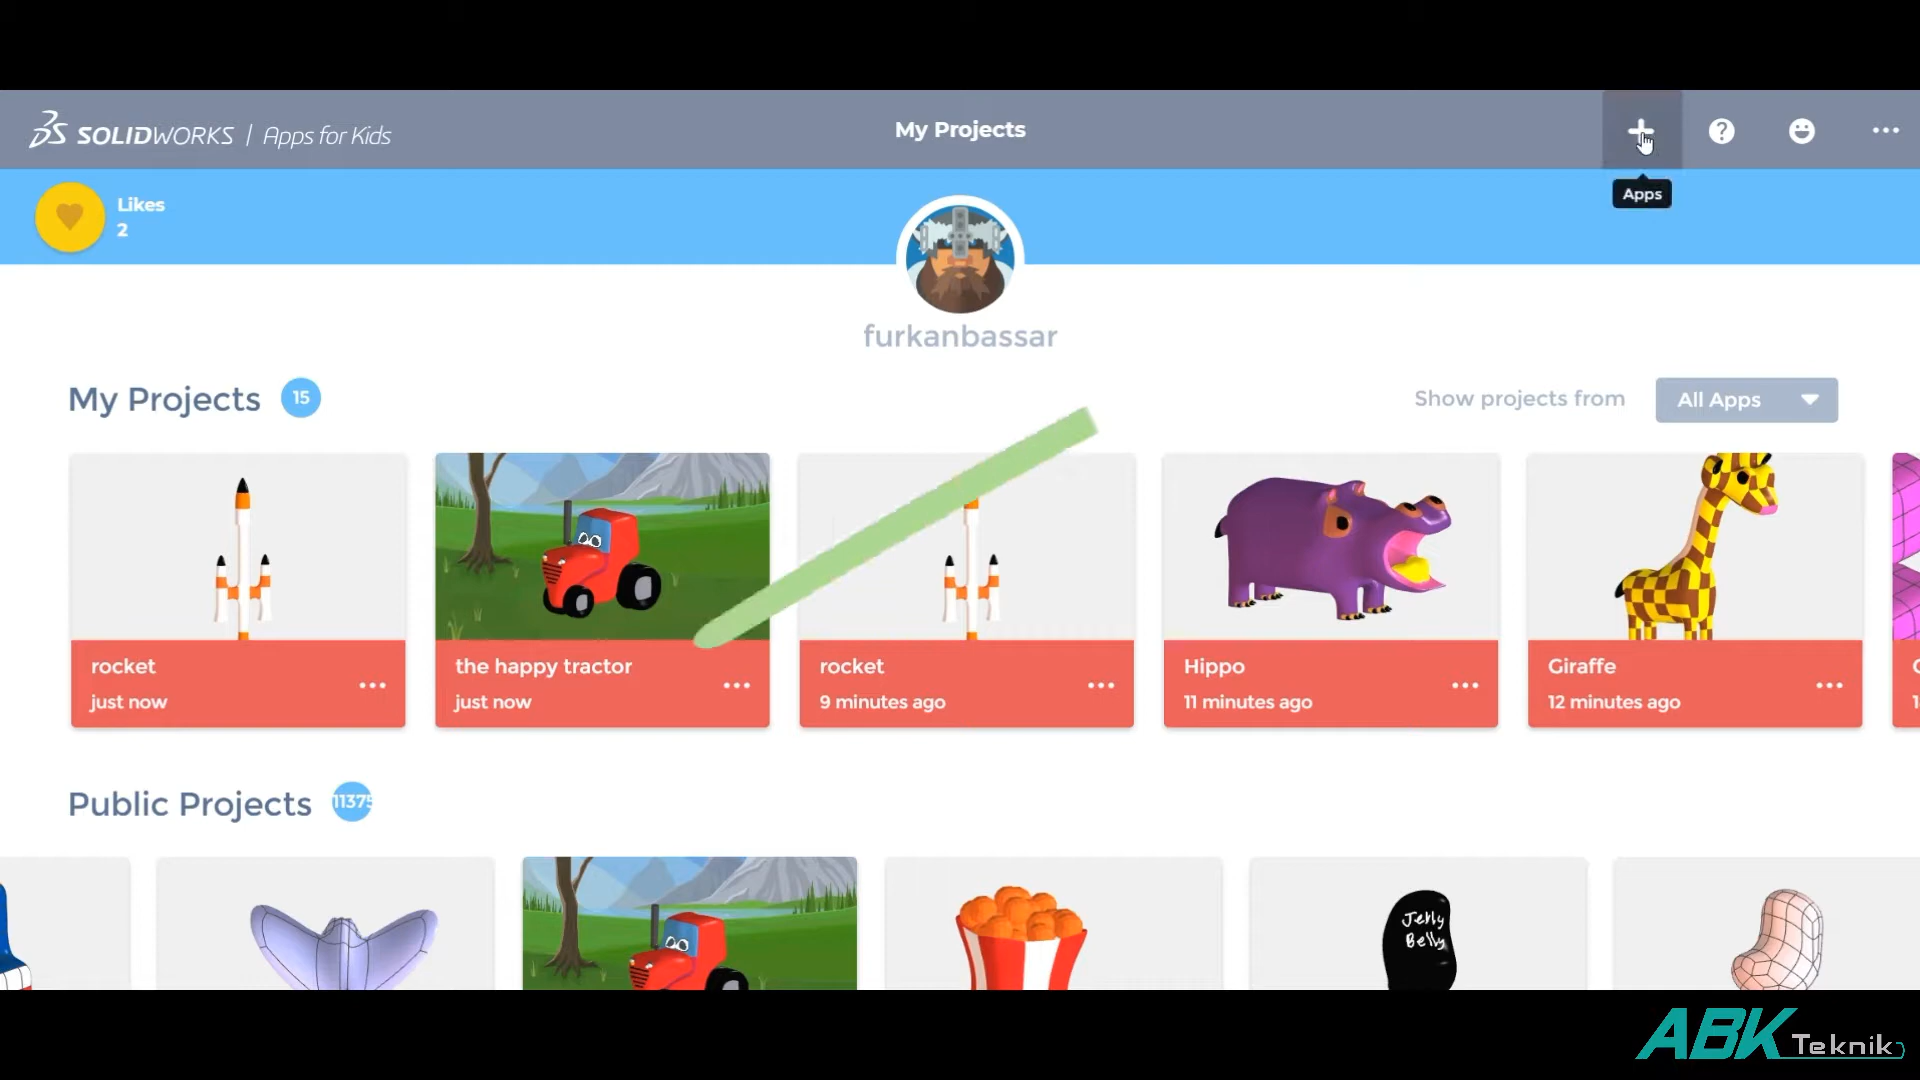 SOLIDWORKS | Apps for Kids
My Projects
Apps
Likes
2
furkanbassar
My Projects 15
Show projects from All Apps
rocket
just now
the happy tractor
just now
rocket
9 minutes ago
Hippo
11 minutes ago
Giraffe
12 minutes ago
Public Projects 11375
Jerly
Belly
ABK Teknik